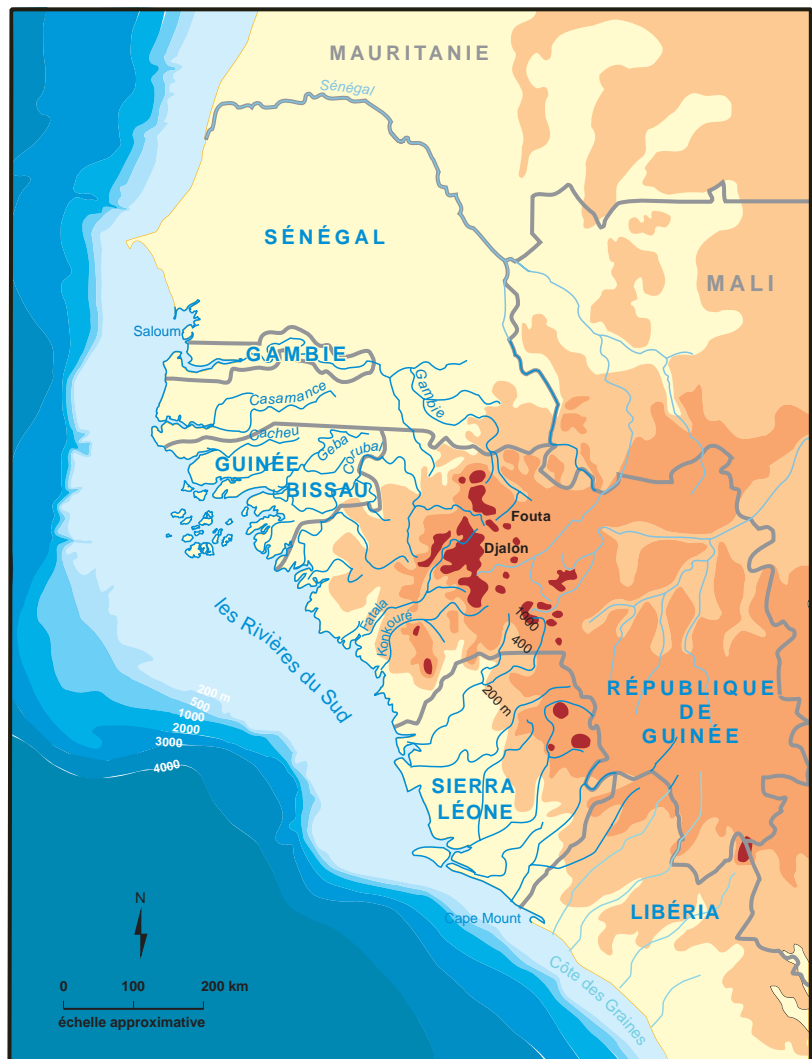 MAURITANIE
Sénégal
SÉNÉGAL
MALI
Saloum
GAMBIE
Gambie
Casamance
Cacheu
Geba
Coruba
GUINÉE
BISSAU
Fouta
Djalon
Fatala
Konkouré
1000
400
200 m
les Rivières du Sud
RÉPUBLIQUE
DE
GUINÉE
200 m
500
1000
2000
3000
4000
SIERRA
LÉONE
N
Cape Mount
LIBÉRIA
Côte des Graines
0 100 200 km
échelle approximative